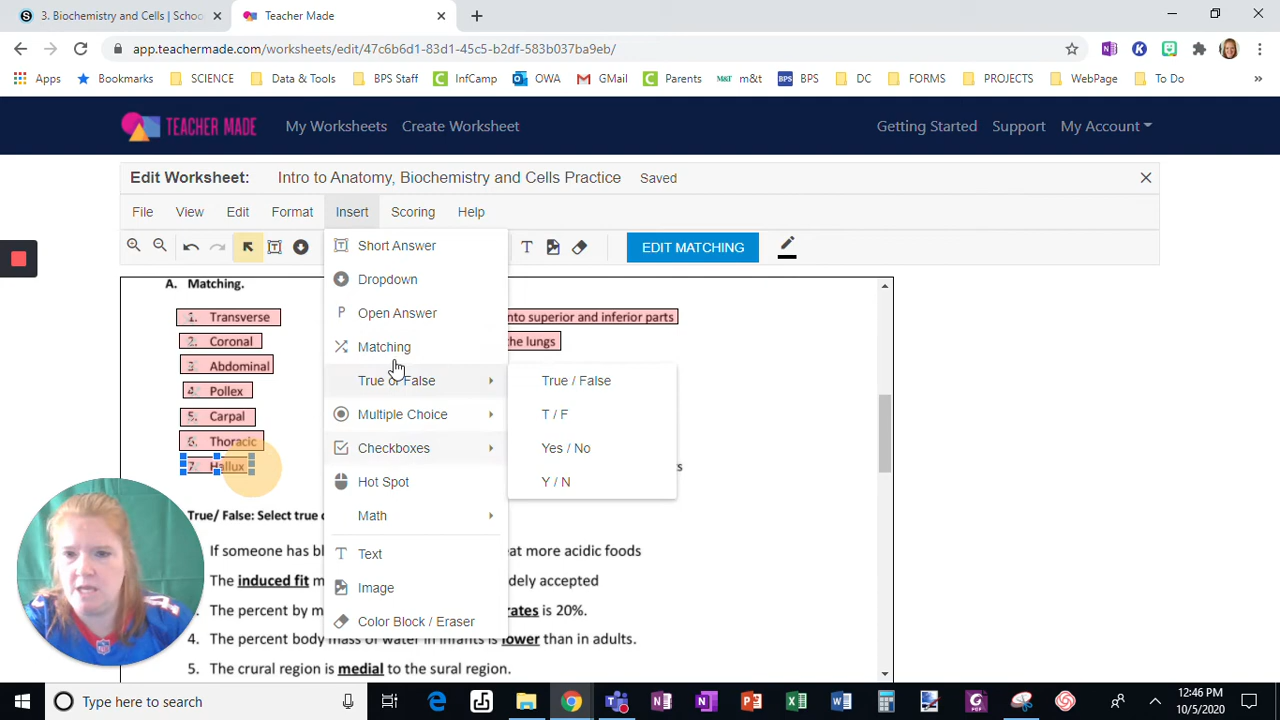 3. Biochemistry and Cells | School
Teacher Made
app.teachermade.com/worksheets/edit/47c6b6d1-83d1-45c5-b2df-583b037ba9eb/
Apps Bookmarks SCIENCE Data & Tools BPS Staff InfCamp OWA GMail Parents m&t BPS DC FORMS PROJECTS WebPage To Do »
TEACHER MADE My Worksheets Create Worksheet Getting Started Support My Account
Edit Worksheet: Intro to Anatomy, Biochemistry and Cells Practice Saved
File View Edit Format Insert Scoring Help
EDIT MATCHING
Short Answer
Dropdown
Open Answer
Matching
True or False
Multiple Choice
Checkboxes
Hot Spot
Math
Text
Image
Color Block / Eraser
True / False
T / F
Yes / No
Y / N
A. Matching.
1. Transverse
2. Coronal
3. Abdominal
4. Pollex
5. Carpal
6. Thoracic
7. Hallux
nto superior and inferior parts
the lungs
True/ False: Select true
If someone has bl eat more acidic foods
The induced fit m dely accepted
The percent by m rates is 20%.
4. The percent body mass of water in infants is lower than in adults.
5. The crural region is medial to the sural region.
Type here to search
12:46 PM
10/5/2020